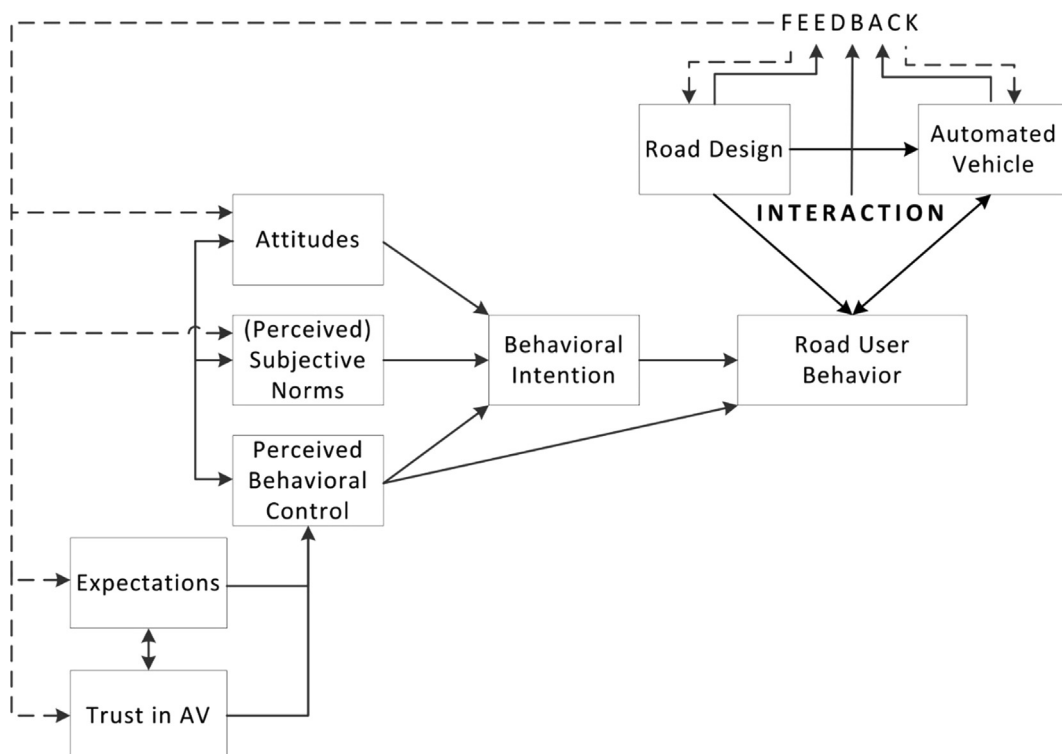 FEEDBACK
Road Design
Automated
Vehicle
INTERACTION
Attitudes
(Perceived)
Subjective
Norms
Behavioral
Intention
Road User
Behavior
Perceived
Behavioral
Control
Expectations
Trust in AV